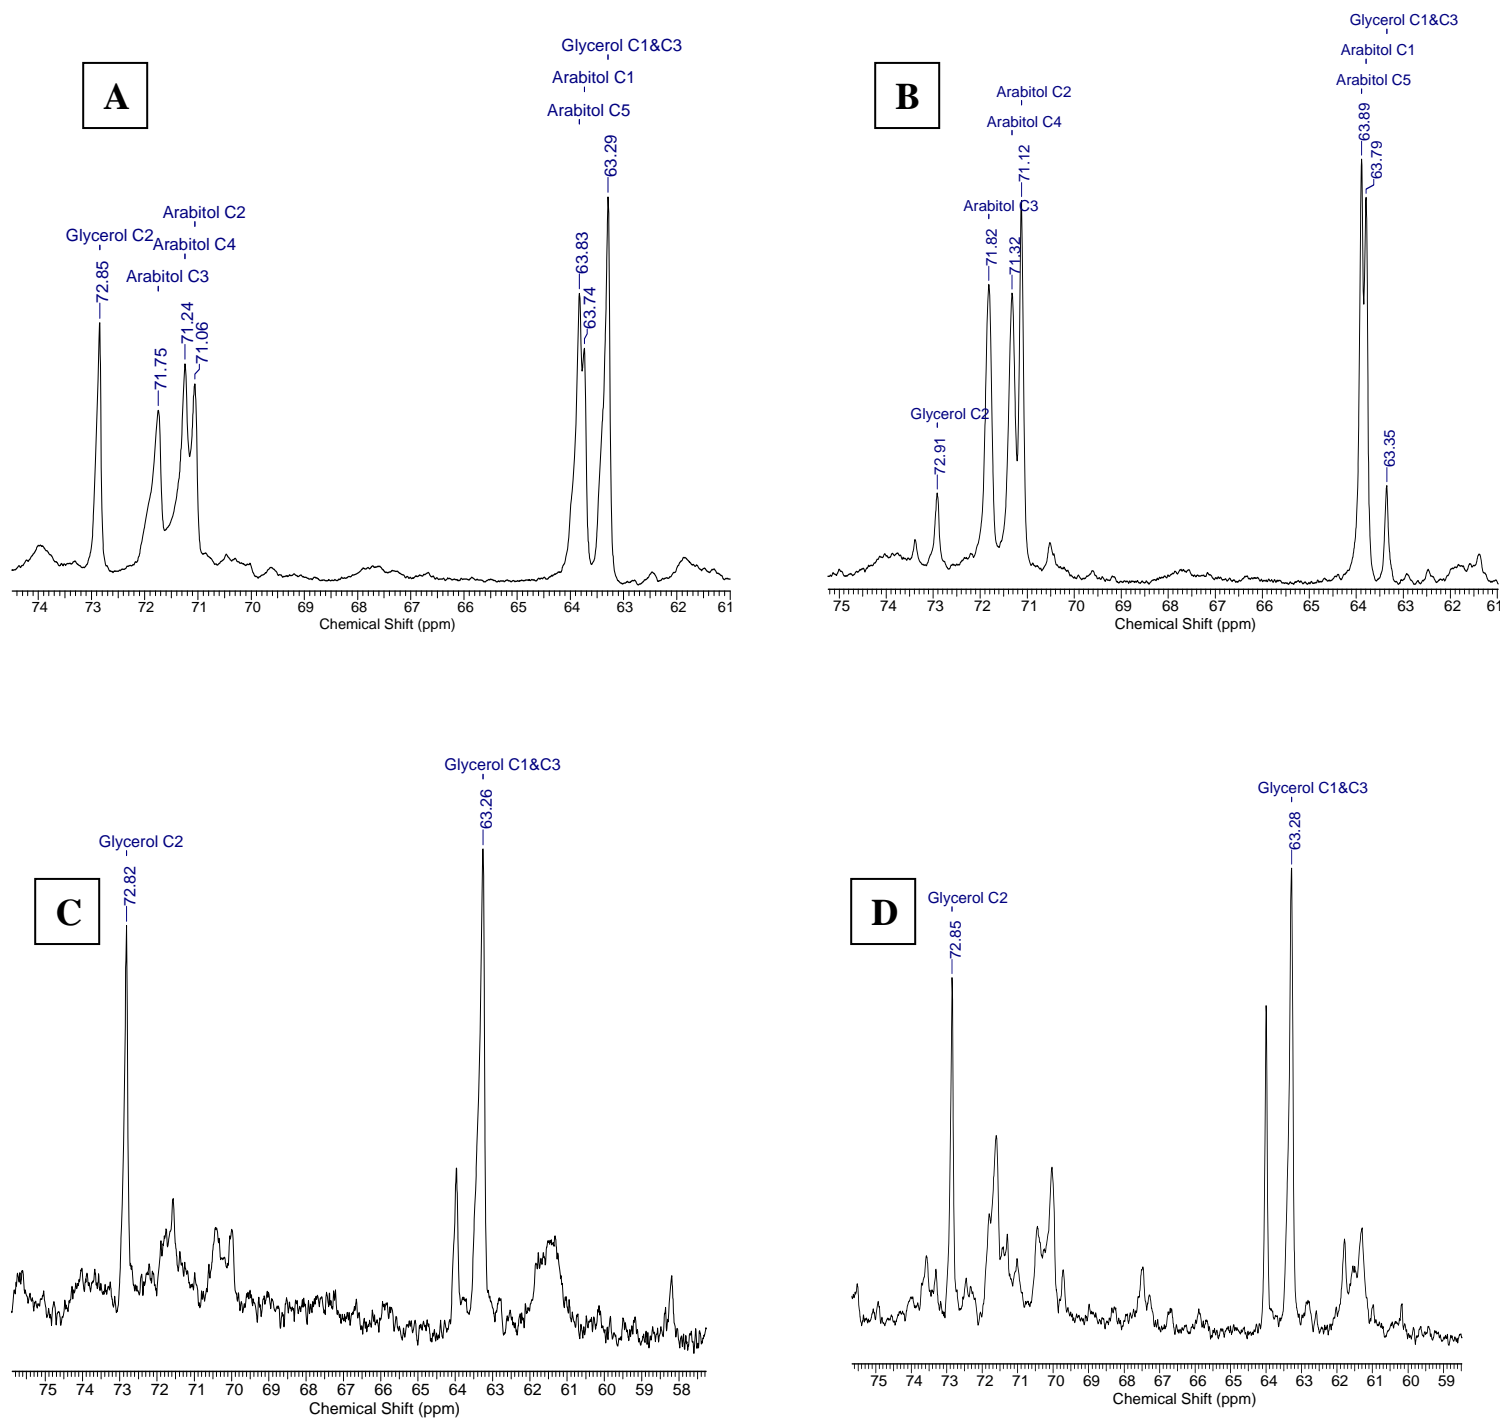 A
Glycerol C1&C3
Arabitol C1
Arabitol C5
63.29
63.83
63.74
Arabitol C2
Glycerol C2
Arabitol C4
Arabitol C3
72.85
71.75
71.24
71.06
74 73 72 71 70 69 68 67 66 65 64 63 62 61
Chemical Shift (ppm)
B
Glycerol C1&C3
Arabitol C1
Arabitol C5
63.89
63.79
Arabitol C2
Arabitol C4
71.12
Arabitol C3
71.82
71.32
Glycerol C2
72.91
63.35
75 74 73 72 71 70 69 68 67 66 65 64 63 62 61
Chemical Shift (ppm)
C
Glycerol C1&C3
63.26
Glycerol C2
72.82
75 74 73 72 71 70 69 68 67 66 65 64 63 62 61 60 59 58
Chemical Shift (ppm)
D
Glycerol C1&C3
63.28
Glycerol C2
72.85
75 74 73 72 71 70 69 68 67 66 65 64 63 62 61 60 59
Chemical Shift (ppm)